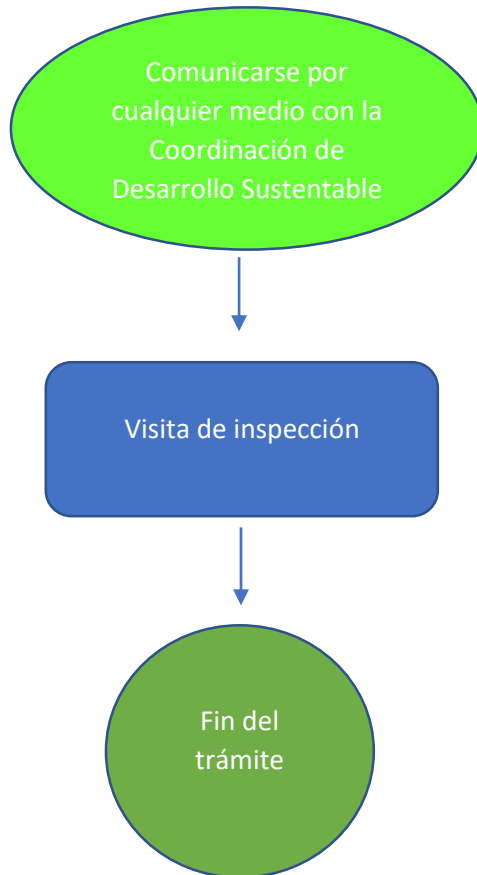 Comunicarse por
cualquier medio con la
Coordinación de
Desarrollo Sustentable
Visita de inspección
Fin del
trámite